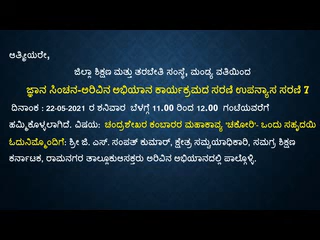 ಆತ್ಮೀಯರೇ,
ಜಿಲ್ಲಾ ಶಿಕ್ಷಣ ಮತ್ತು ತರಬೇತಿ ಸಂಸ್ಥೆ, ಮಂಡ್ಯ ವತಿಯಿಂದ
ಜ್ಞಾನ ಸಿಂಚನ-ಅರಿವಿನ ಅಭಿಯಾನ ಕಾರ್ಯಕ್ರಮದ ಸರಣಿ ಉಪನ್ಯಾಸ ಸರಣಿ 7
ದಿನಾಂಕ : 22-05-2021 ರ ಶನಿವಾರ ಬೆಳಗ್ಗೆ 11.00 ರಿಂದ 12.00 ಗಂಟೆಯವರೆಗೆ
ಹಮ್ಮಿಕೊಳ್ಳಲಾಗಿದೆ. ವಿಷಯ: ಚಂದ್ರಶೇಖರ ಕಂಬಾರರ ಮಹಾಕಾವ್ಯ 'ಚಕೋರಿ'- ಒಂದು ಸಹೃದಯಿ
ಓದುನಿಮ್ಮೊಂದಿಗೆ: ಶ್ರೀ ಜಿ. ಎಸ್. ಸಂಪತ್ ಕುಮಾರ್, ಕ್ಷೇತ್ರ ಸಮನ್ವಯಾಧಿಕಾರಿ, ಸಮಗ್ರ ಶಿಕ್ಷಣ
ಕರ್ನಾಟಕ, ರಾಮನಗರ ತಾಲ್ಲೂಕುಆಸಕ್ತರು ಅರಿವಿನ ಅಭಿಯಾನದಲ್ಲಿ ಪಾಲ್ಗೊಳ್ಳಿ.